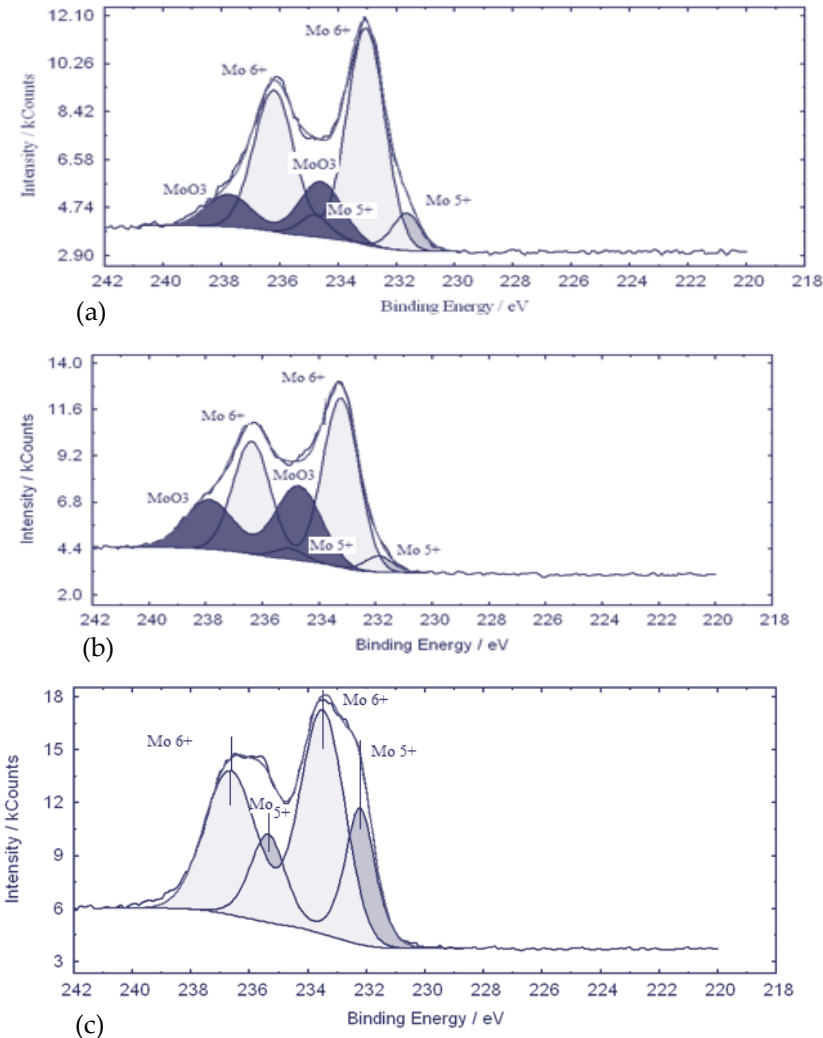 12.10
10.26
8.42
6.58
4.74
2.90
Intensity / kCounts
Mo 6+
Mo 6+
MoO3
MoO3
Mo 5+
Mo 5+
242 240 238 236 234 232 230 228 226 224 222 220 218
Binding Energy / eV
(a)
14.0
11.6
9.2
6.8
4.4
2.0
Intensity / kCounts
Mo 6+
Mo 6+
MoO3
MoO3
Mo 5+
Mo 5+
242 240 238 236 234 232 230 228 226 224 222 220 218
Binding Energy / eV
(b)
18
15
12
9
6
3
Intensity / kCounts
Mo 6+
Mo 6+
Mo 5+
Mo 5+
242 240 238 236 234 232 230 228 226 224 222 220 218
Binding Energy / eV
(c)